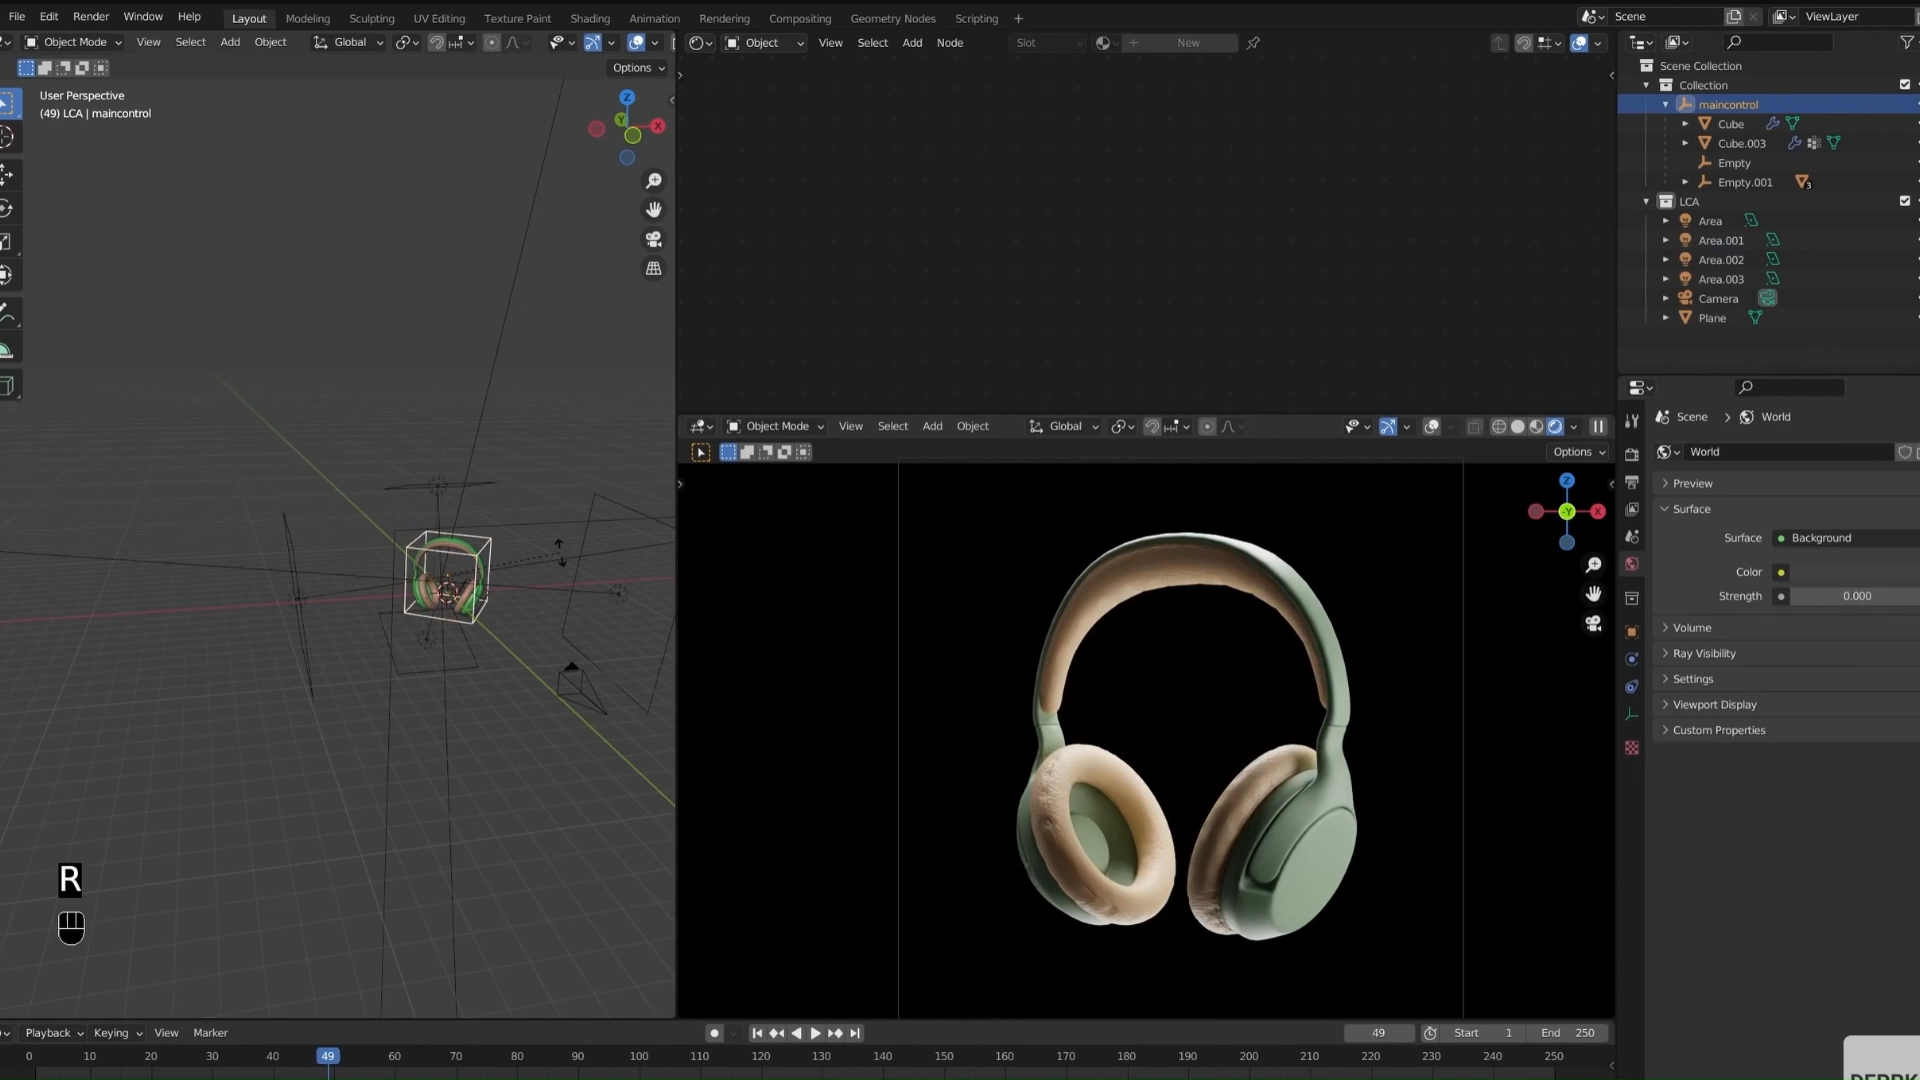 File Edit Render Window Help Layout Modeling Sculpting UV Editing Texture Paint Shading Animation Rendering Compositing Geometry Nodes Scripting + Scene ViewLayer
Object Mode View Select Add Object Global
Options
User Perspective
(49) LCA | maincontrol
Z
Y
X
Object View Select Add Node Slot New
Object Mode View Select Add Object Global
Options
Z
-Y
X
Scene Collection
Collection
maincontrol
Cube
Cube.003
Empty
Empty.001 3
LCA
Area
Area.001
Area.002
Area.003
Camera
Plane
Scene > World
World
Preview
Surface
Surface Background
Color
Strength 0.000
Volume
Ray Visibility
Settings
Viewport Display
Custom Properties
R
Playback Keying View Marker 49 Start 1 End 250
0 10 20 30 40 49 60 70 80 90 100 110 120 130 140 150 160 170 180 190 200 210 220 230 240 250